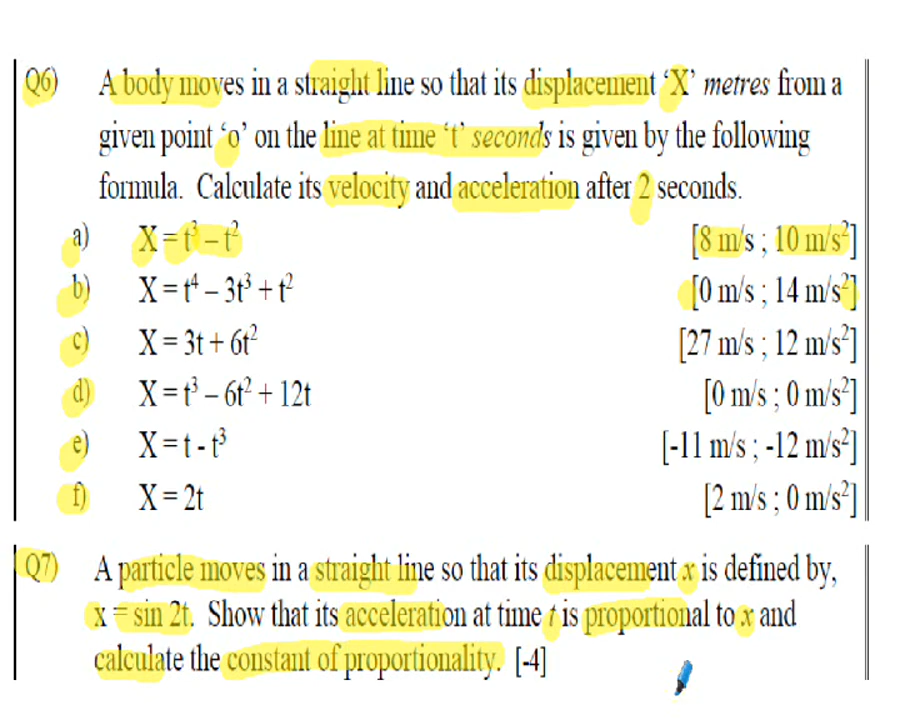 Q6) A body moves in a straight line so that its displacement ‘X’ metres from a
given point ‘o’ on the line at time ‘t’ seconds is given by the following
formula. Calculate its velocity and acceleration after 2 seconds.
a) X = t³ – t² [8 m/s ; 10 m/s²]
b) X = t⁴ – 3t³ + t² [0 m/s ; 14 m/s²]
c) X = 3t + 6t² [27 m/s ; 12 m/s²]
d) X = t³ – 6t² + 12t [0 m/s ; 0 m/s²]
e) X = t - t³ [-11 m/s ; -12 m/s²]
f) X = 2t [2 m/s ; 0 m/s²]
Q7) A particle moves in a straight line so that its displacement x is defined by,
x = sin 2t. Show that its acceleration at time t is proportional to x and
calculate the constant of proportionality. [-4]